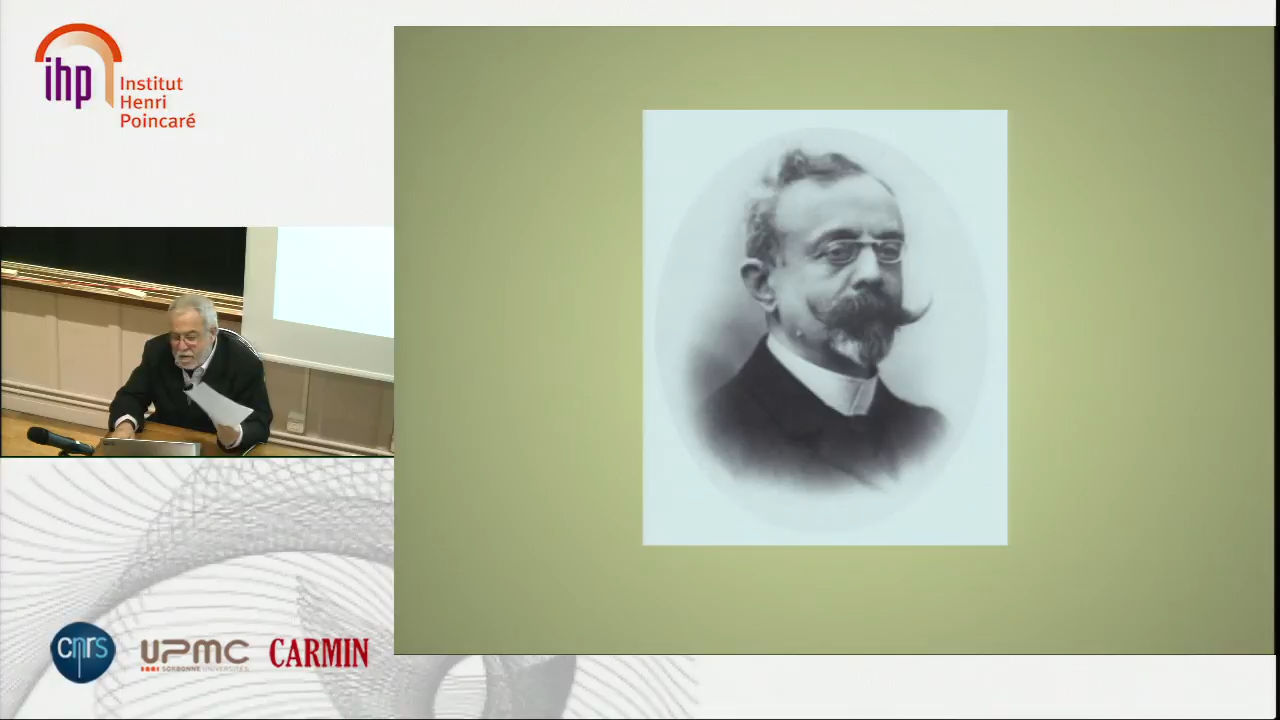 ihp
Institut
Henri
Poincaré
cnrs
UPMC
SORBONNE UNIVERSITÉS
CARMIN